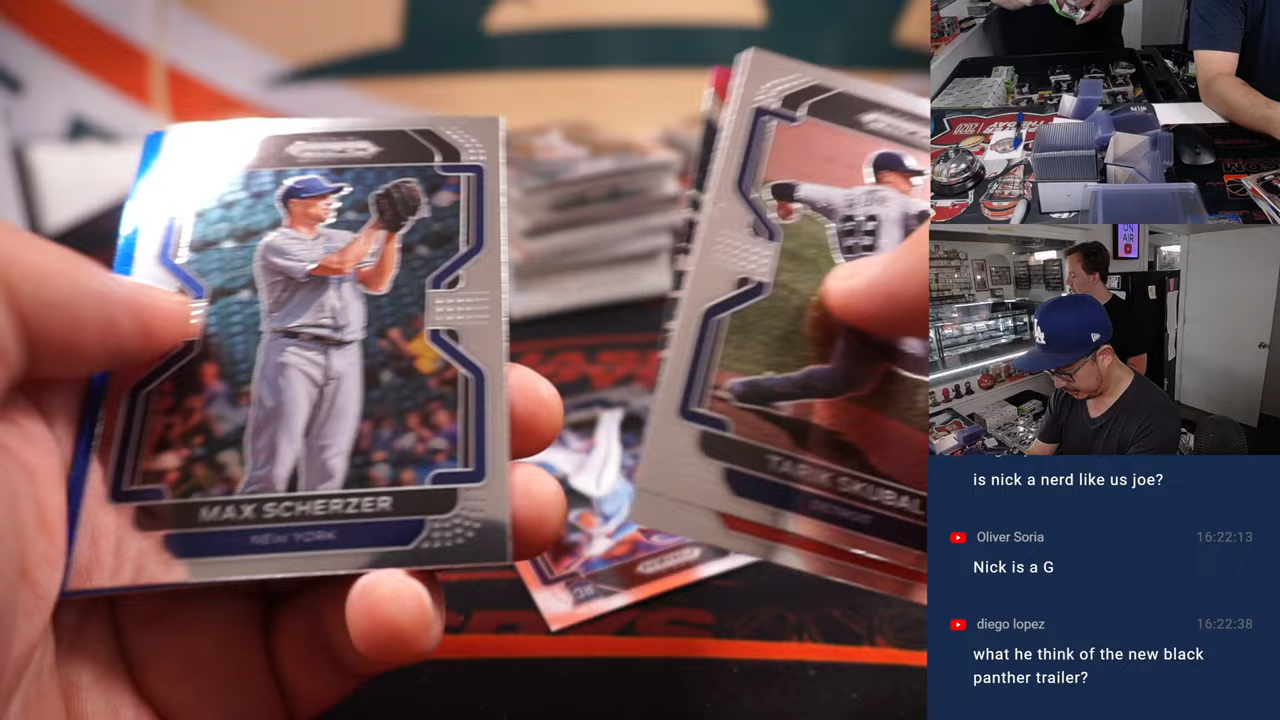 MAX SCHERZER
NEW YORK
TARIK SKUBAL
ON
AIR
is nick a nerd like us joe?
Oliver Soria
16:22:13
Nick is a G
diego lopez
16:22:38
what he think of the new black
panther trailer?